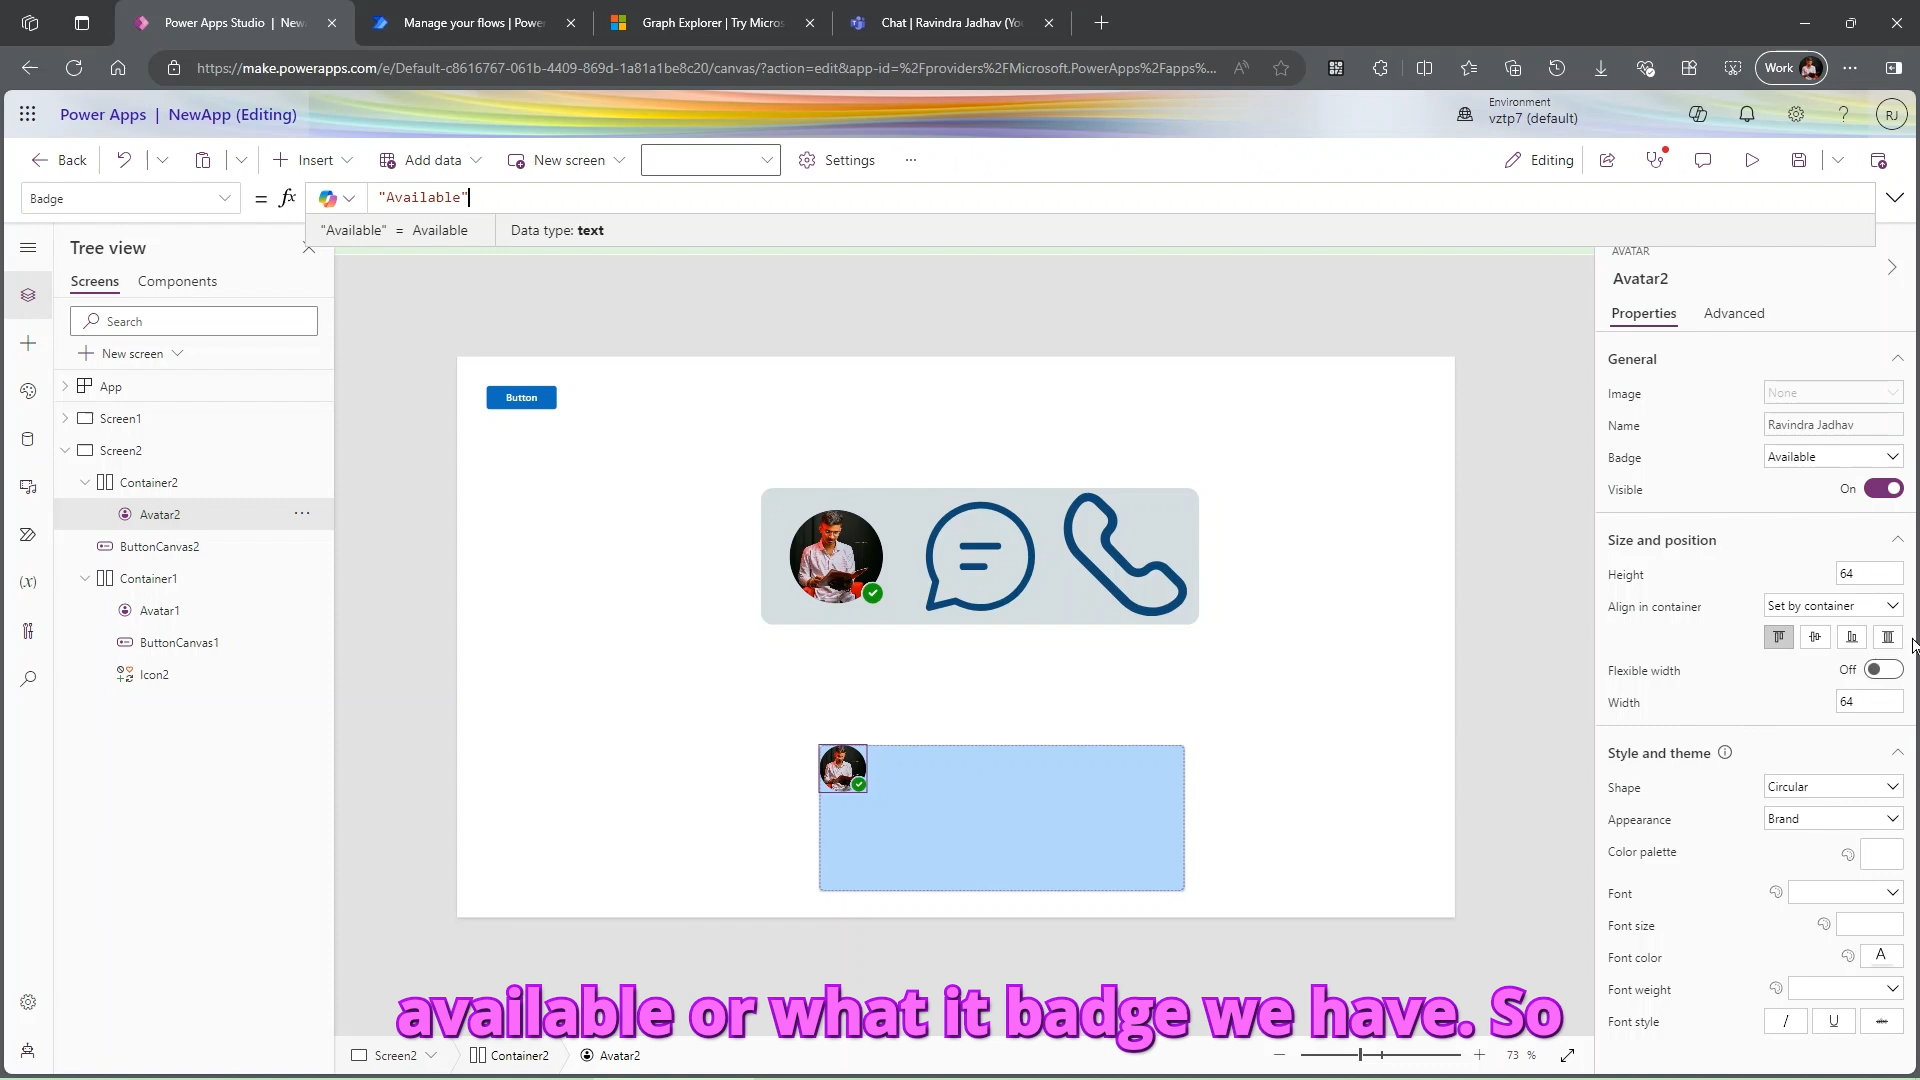 Power Apps Studio | New
Manage your flows | Power
Graph Explorer | Try Micros
Chat | Ravindra Jadhav (Yo
https://make.powerapps.com/e/Default-c8616767-061b-4409-869d-1a81a1be8c20/canvas/?action=edit&app-id=%2Fproviders%2FMicrosoft.PowerApps%2Fapps%...
Work
Power Apps | NewApp (Editing)
Environment
vztp7 (default)
RJ
Back
Insert
Add data
New screen
Settings
Editing
Badge
= fx
"Available"
"Available" = Available
Data type: text
Tree view
Screens
Components
Search
New screen
App
Screen1
Screen2
Container2
Avatar2
ButtonCanvas2
Container1
Avatar1
ButtonCanvas1
Icon2
Button
AVATAR
Avatar2
Properties
Advanced
General
Image
None
Name
Ravindra Jadhav
Badge
Available
Visible
On
Size and position
Height
64
Align in container
Set by container
Flexible width
Off
Width
64
Style and theme
Shape
Circular
Appearance
Brand
Color palette
Font
Font size
Font color
A
Font weight
Font style
/
U
available or what it badge we have. So
Screen2
Container2
Avatar2
73 %